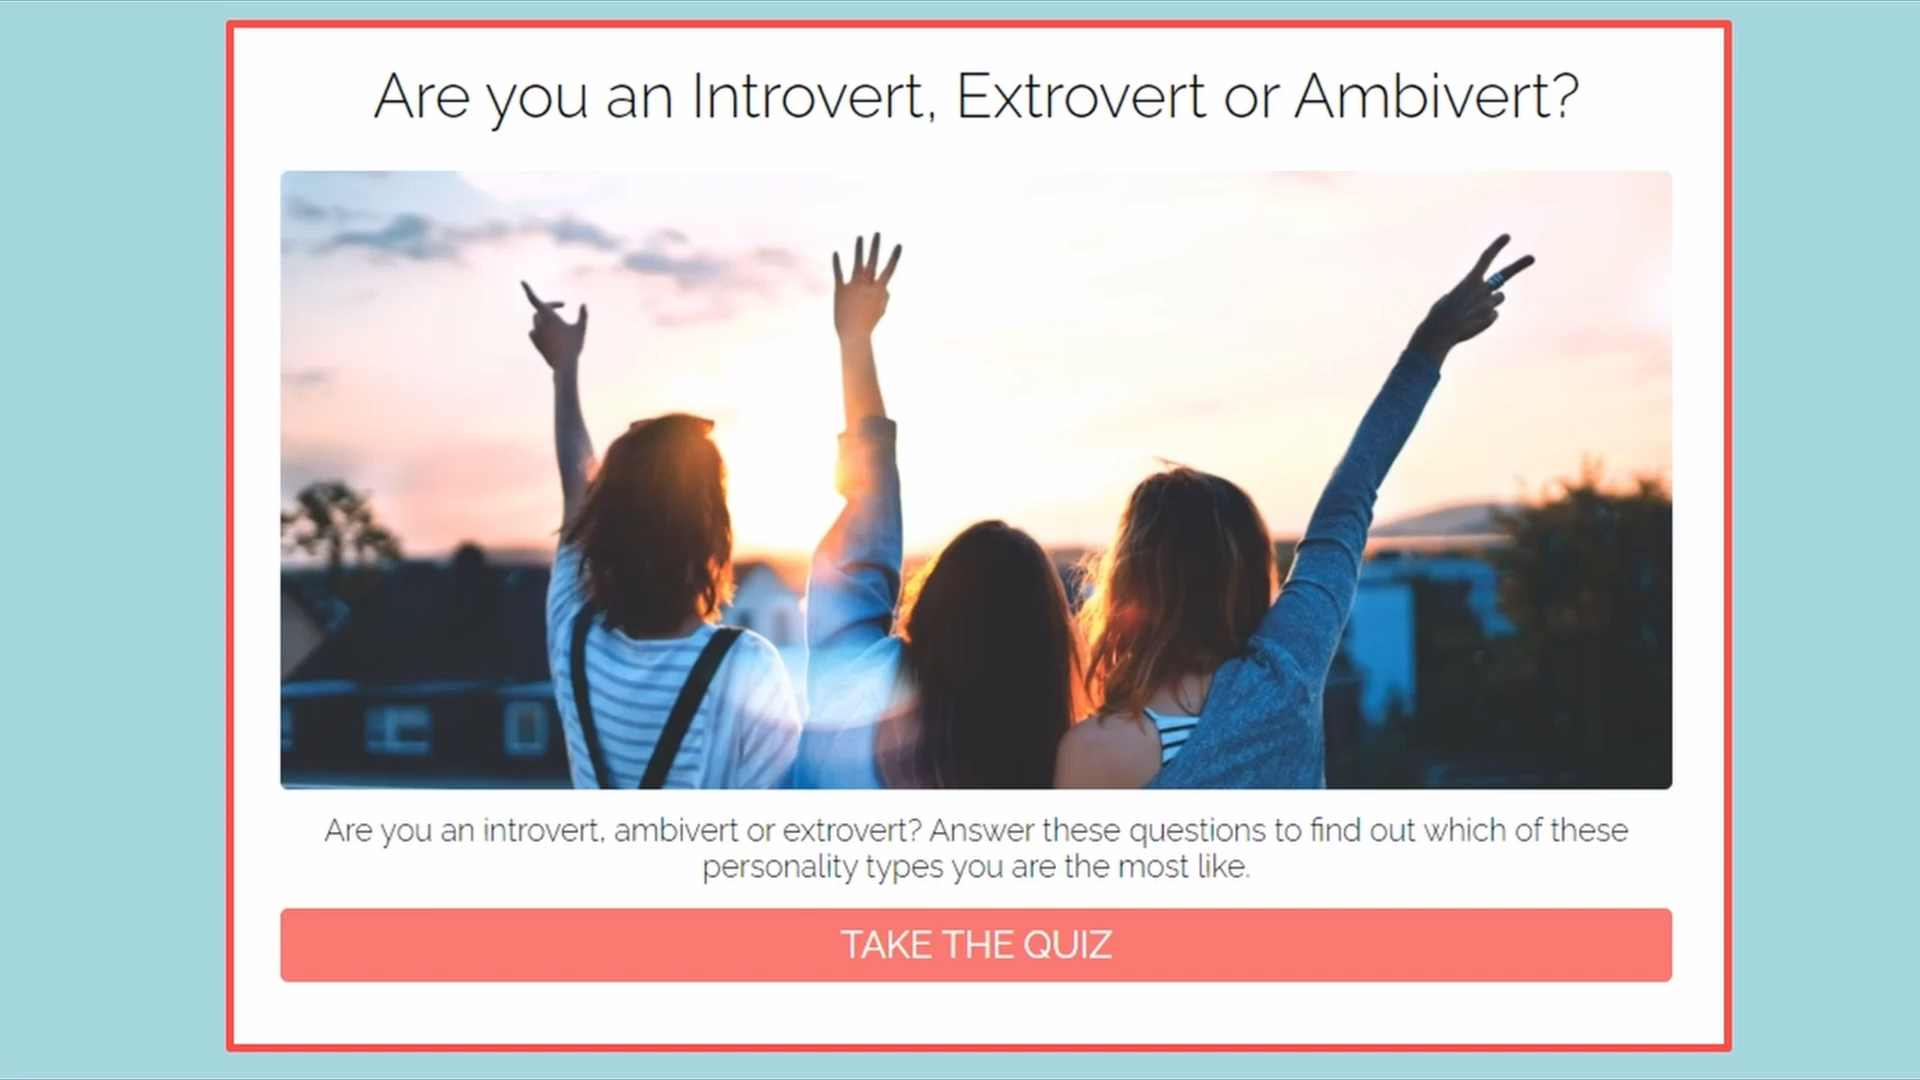 Are you an Introvert, Extrovert or Ambivert?
Are you an introvert, ambivert or extrovert? Answer these questions to find out which of these
personality types you are the most like.
TAKE THE QUIZ